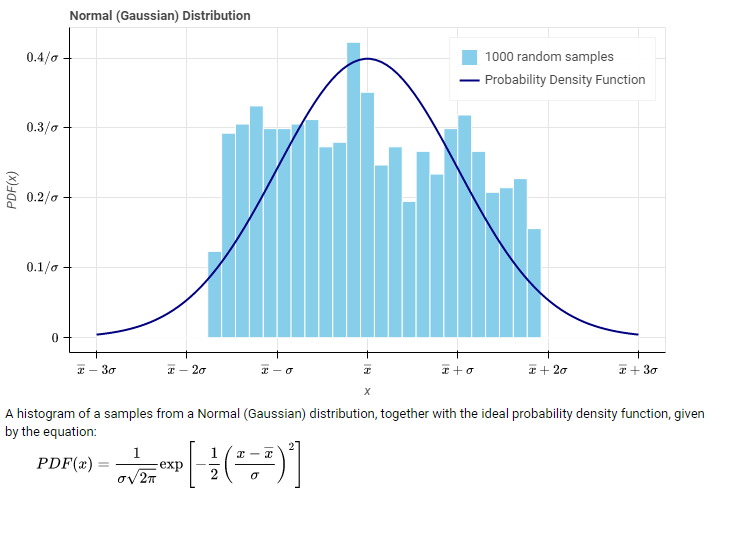 Normal (Gaussian) Distribution
0.4/σ
0.3/σ
0.2/σ
0.1/σ
0
PDF(x)
1000 random samples
Probability Density Function
x̅ − 3σ
x̅ − 2σ
x̅ − σ
x̅
x̅ + σ
x̅ + 2σ
x̅ + 3σ
x
A histogram of a samples from a Normal (Gaussian) distribution, together with the ideal probability density function, given
by the equation:
PDF(x) = 1/(σ√2π) exp[−1/2((x − x̅)/σ)²]